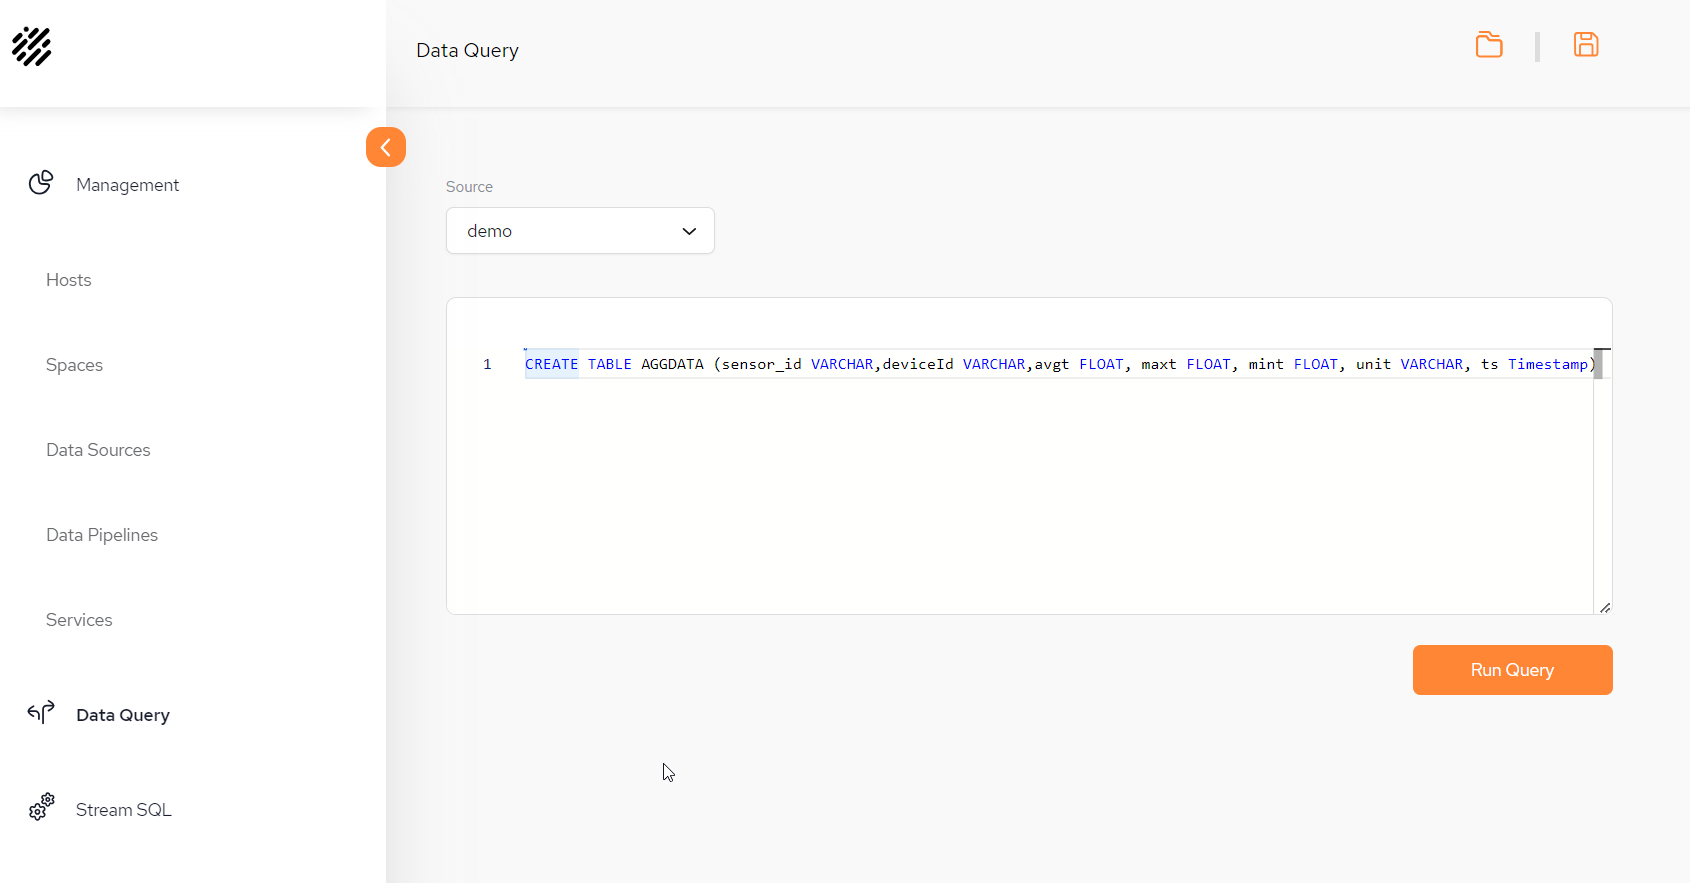 Data Query
Management
Hosts
Spaces
Data Sources
Data Pipelines
Services
Data Query
Stream SQL
Source
demo
1 CREATE TABLE AGGDATA (sensor_id VARCHAR,deviceId VARCHAR,avgt FLOAT, maxt FLOAT, mint FLOAT, unit VARCHAR, ts Timestamp)
Run Query